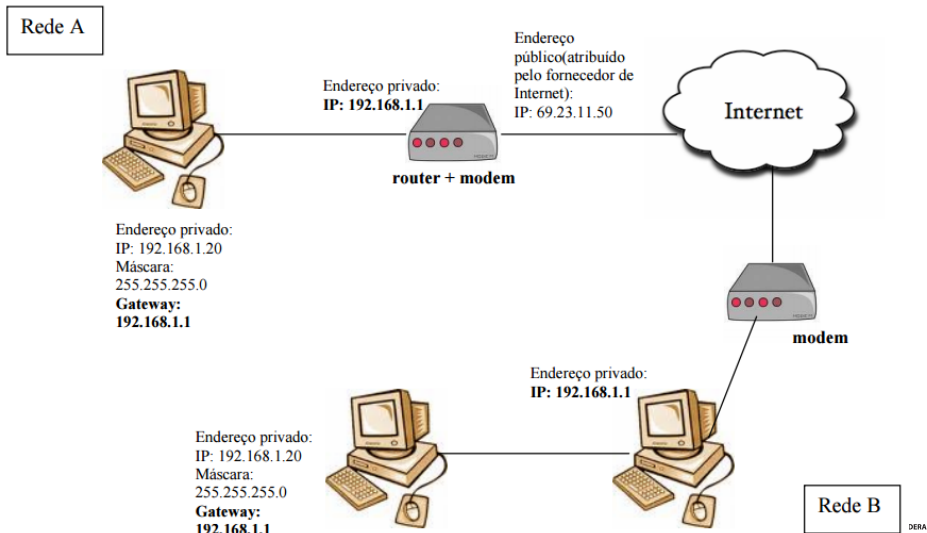 Rede A
Endereço privado:
IP: 192.168.1.1
router + modem
Endereço
público(atribuído
pelo fornecedor de
Internet):
IP: 69.23.11.50
Internet
Endereço privado:
IP: 192.168.1.20
Máscara:
255.255.255.0
Gateway:
192.168.1.1
modem
Endereço privado:
IP: 192.168.1.1
Endereço privado:
IP: 192.168.1.20
Máscara:
255.255.255.0
Gateway:
192.168.1.1
Rede B
DERA